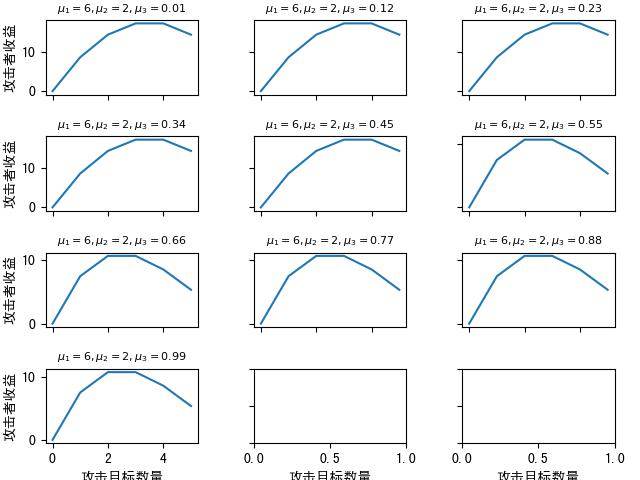 μ₁ = 6, μ₂ = 2, μ₃ = 0.01 μ₁ = 6, μ₂ = 2, μ₃ = 0.12 μ₁ = 6, μ₂ = 2, μ₃ = 0.23
攻击者收益
10
0
μ₁ = 6, μ₂ = 2, μ₃ = 0.34 μ₁ = 6, μ₂ = 2, μ₃ = 0.45 μ₁ = 6, μ₂ = 2, μ₃ = 0.55
攻击者收益
10
0
μ₁ = 6, μ₂ = 2, μ₃ = 0.66 μ₁ = 6, μ₂ = 2, μ₃ = 0.77 μ₁ = 6, μ₂ = 2, μ₃ = 0.88
攻击者收益
10
0
μ₁ = 6, μ₂ = 2, μ₃ = 0.99
攻击者收益
10
0
0 2 4 0.0 0.5 1.0 0.0 0.5 1.0
攻击目标数量 攻击目标数量 攻击目标数量